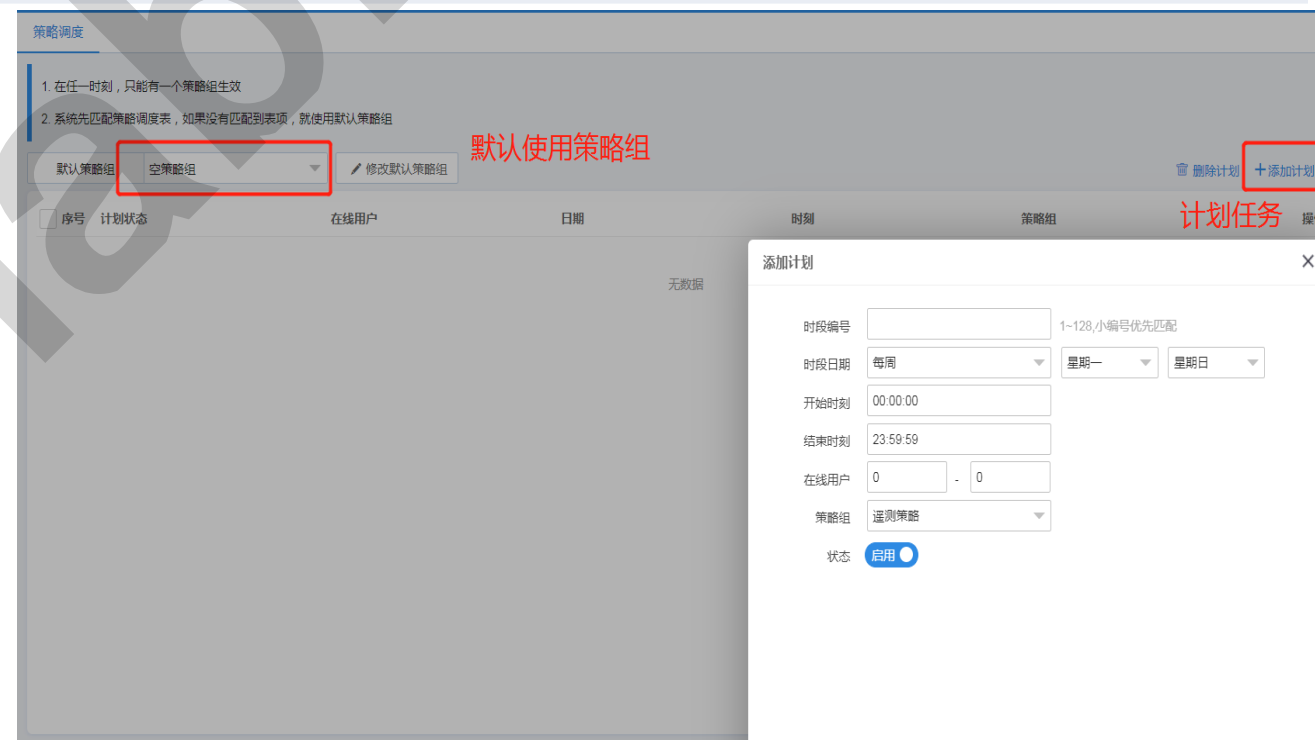 策略调度
1. 在任一时刻，只能有一个策略组生效
2. 系统先匹配策略调度表，如果没有匹配到表项，就使用默认策略组
默认使用策略组
默认策略组 空策略组 修改默认策略组 删除计划 +添加计划
计划任务
序号 计划状态 在线用户 日期 时刻 策略组
无数据
添加计划 X
时段编号 1~128,小编号优先匹配
时段日期 每周 星期一 星期日
开始时刻 00:00:00
结束时刻 23:59:59
在线用户 0 - 0
策略组 遥测策略
状态 启用